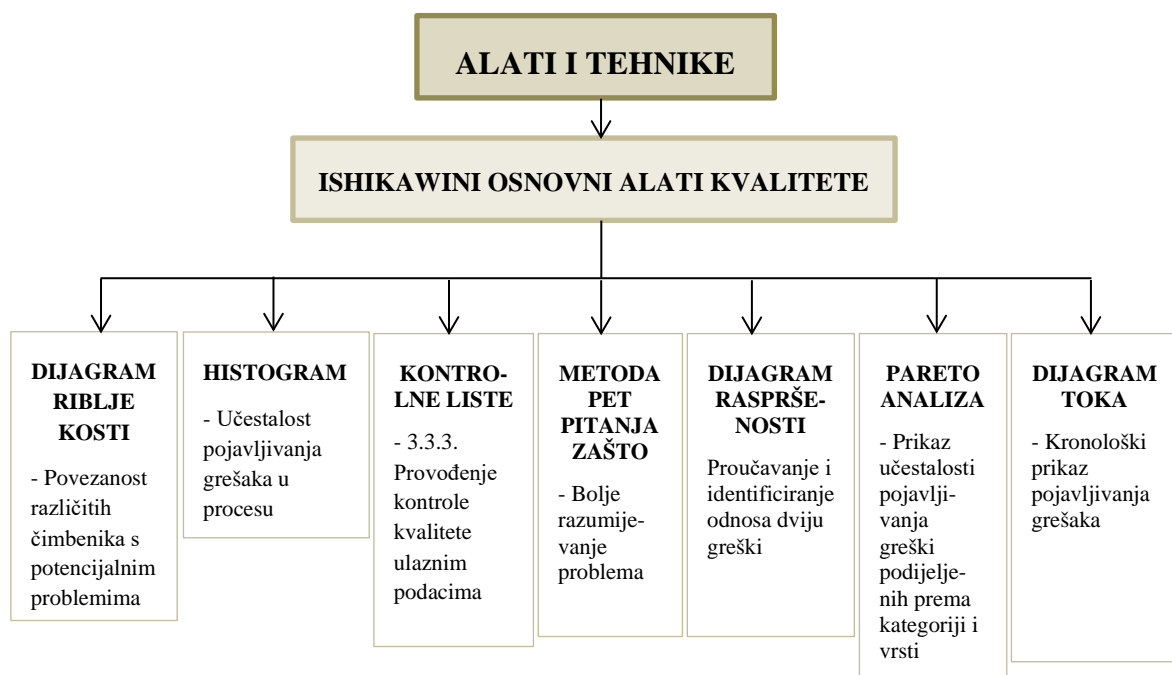 ALATI I TEHNIKE
ISHIKAWINI OSNOVNI ALATI KVALITETE
DIJAGRAM
RIBLJE
KOSTI
- Povezanost
različitih
čimbenika s
potencijalnim
problemima
HISTOGRAM
- Učestalost
pojavljivanja
grešaka u
procesu
KONTRO-
LNE LISTE
- 3.3.3.
Provođenje
kontrole
kvalitete
ulaznim
podacima
METODA
PET
PITANJA
ZAŠTO
- Bolje
razumije-
vanje
problema
DIJAGRAM
RASPRŠE-
NOSTI
Proučavanje i
identificiranje
odnosa dviju
greški
PARETO
ANALIZA
- Prikaz
učestalosti
pojavlji-
vanja
greški
podijelje-
nih prema
kategoriji i
vrsti
DIJAGRAM
TOKA
- Kronološki
prikaz
pojavljivanja
grešaka